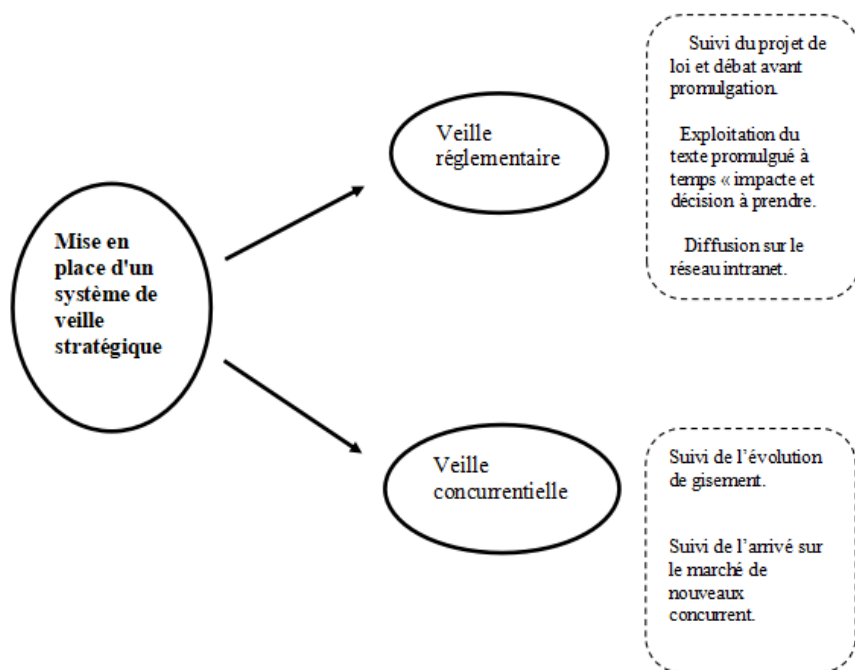 Mise en
place d'un
système de
veille
stratégique
Veille
réglementaire
Suivi du projet de
loi et débat avant
promulgation.
Exploitation du
texte promulgué à
temps « impacte et
décision à prendre.
Diffusion sur le
réseau intranet.
Veille
concurrentielle
Suivi de l'évolution
de gisement.
Suivi de l'arrivé sur
le marché de
nouveaux
concurrent.